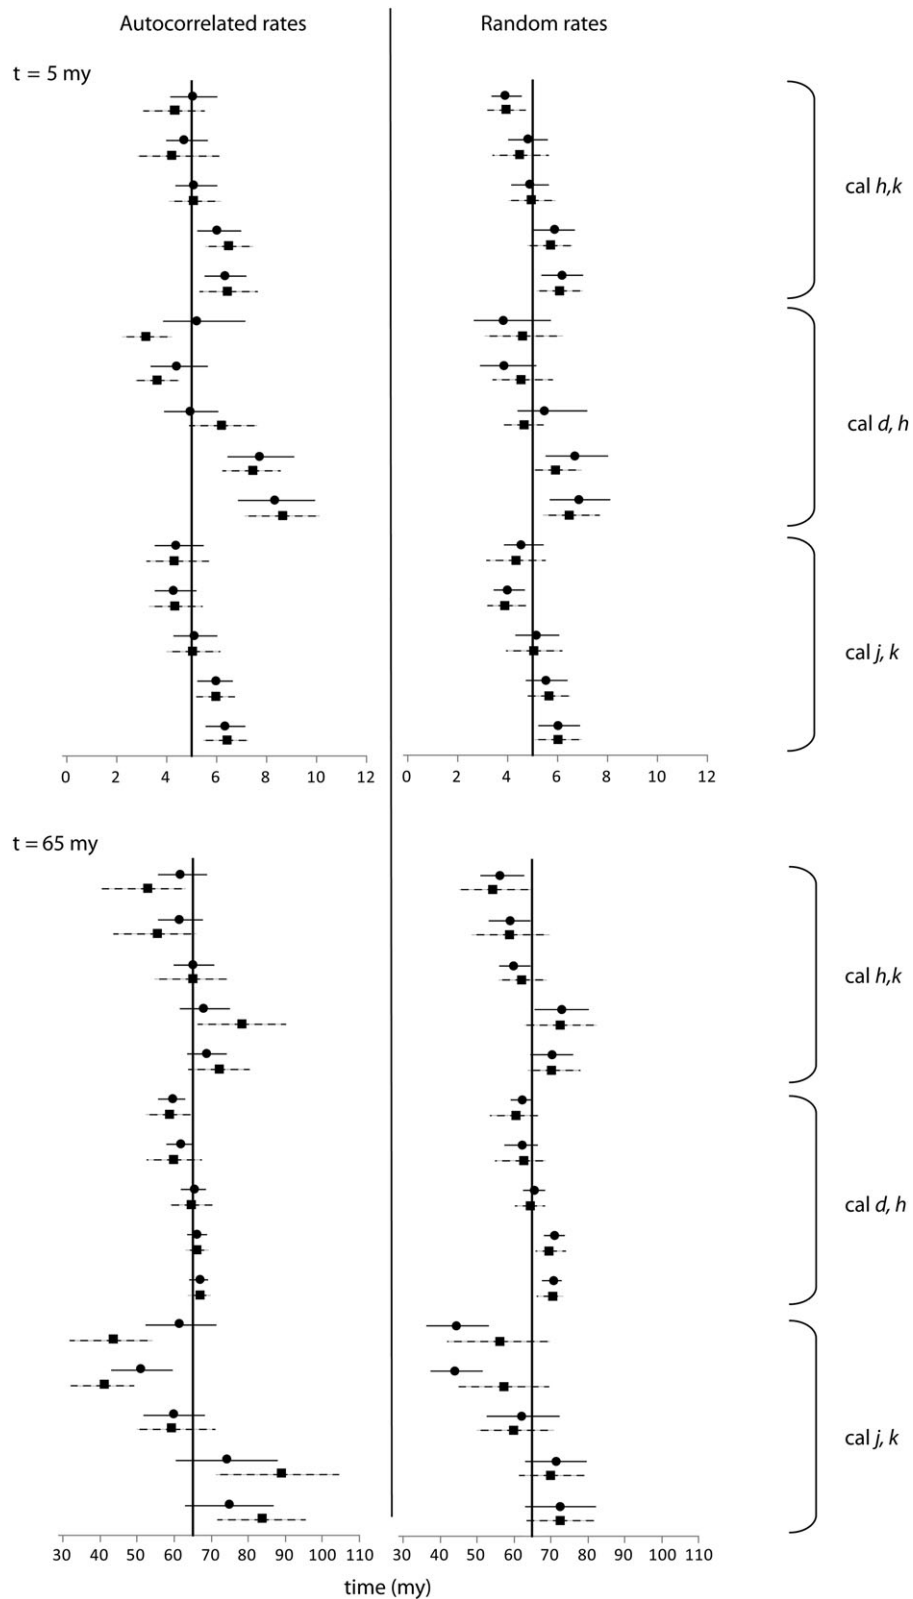 Autocorrelated rates
Random rates
t = 5 my
cal h,k
cal d, h
cal j, k
0 2 4 6 8 10 12
0 2 4 6 8 10 12
t = 65 my
cal h,k
cal d, h
cal j, k
30 40 50 60 70 80 90 100 110
30 40 50 60 70 80 90 100 110
time (my)